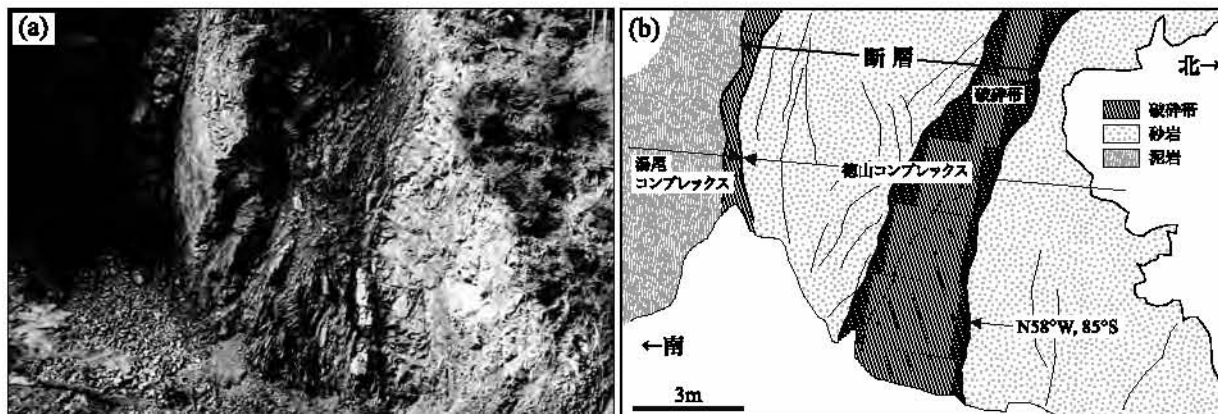 (a)
(b)
断層
北→
破砕帯
破砕帯
砂岩
泥岩
湯尾
コンプレックス
徳山コンプレックス
N58°W, 85°S
←南
3m